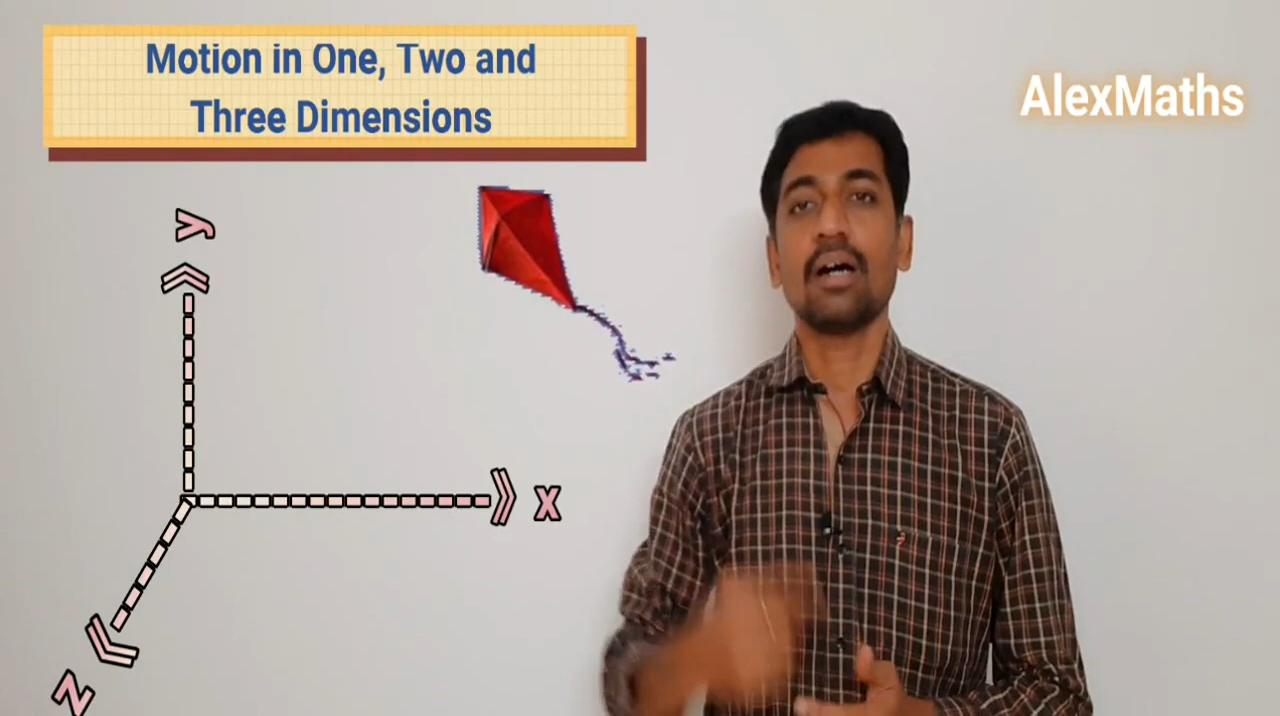 Motion in One, Two and
Three Dimensions
AlexMaths
y
x
z